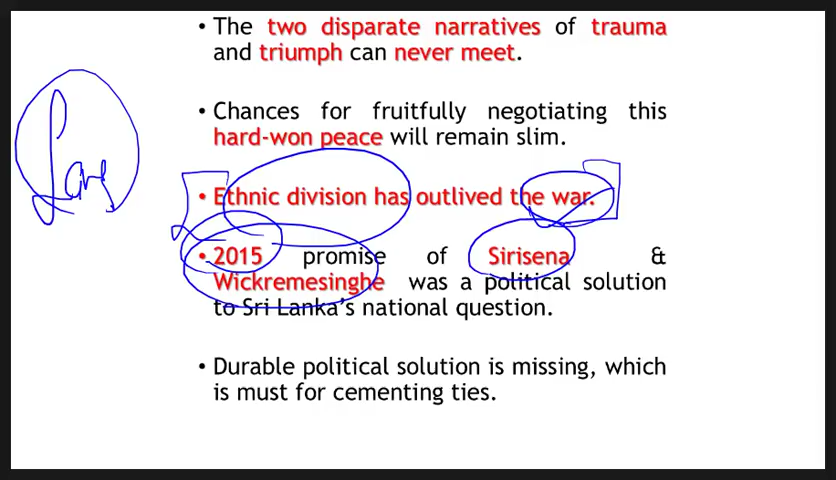 • The two disparate narratives of trauma
and triumph can never meet.
• Chances for fruitfully negotiating this
hard-won peace will remain slim.
• Ethnic division has outlived the war.
• 2015 promise of Sirisena &
Wickremesinghe was a political solution
to Sri Lanka's national question.
• Durable political solution is missing, which
is must for cementing ties.